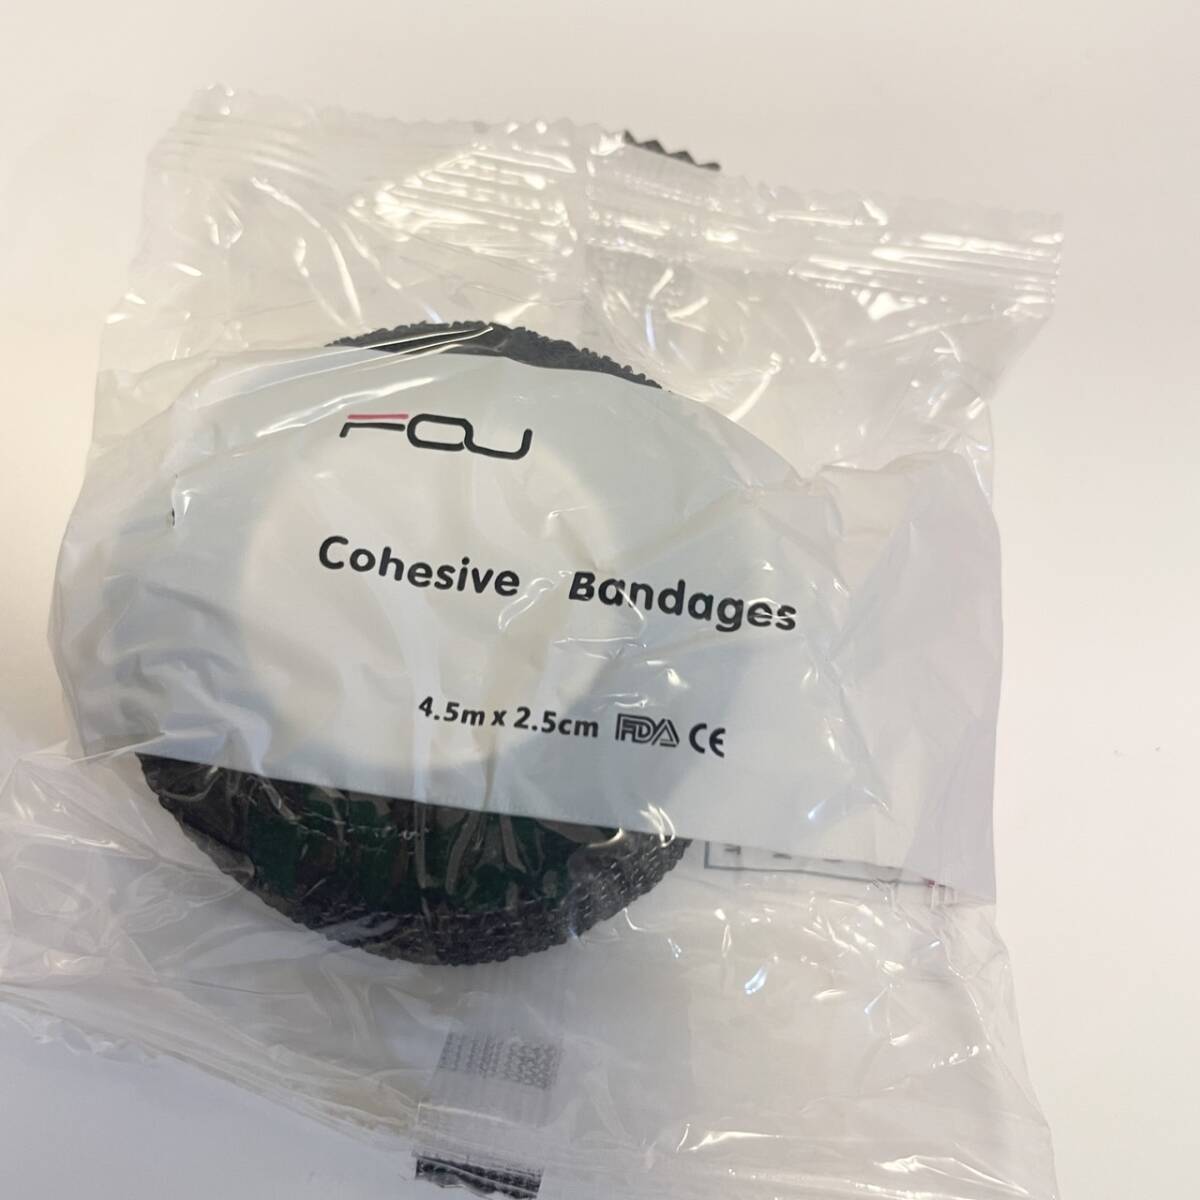 FOU
Cohesive Bandages
4.5m x 2.5cm FDA CE